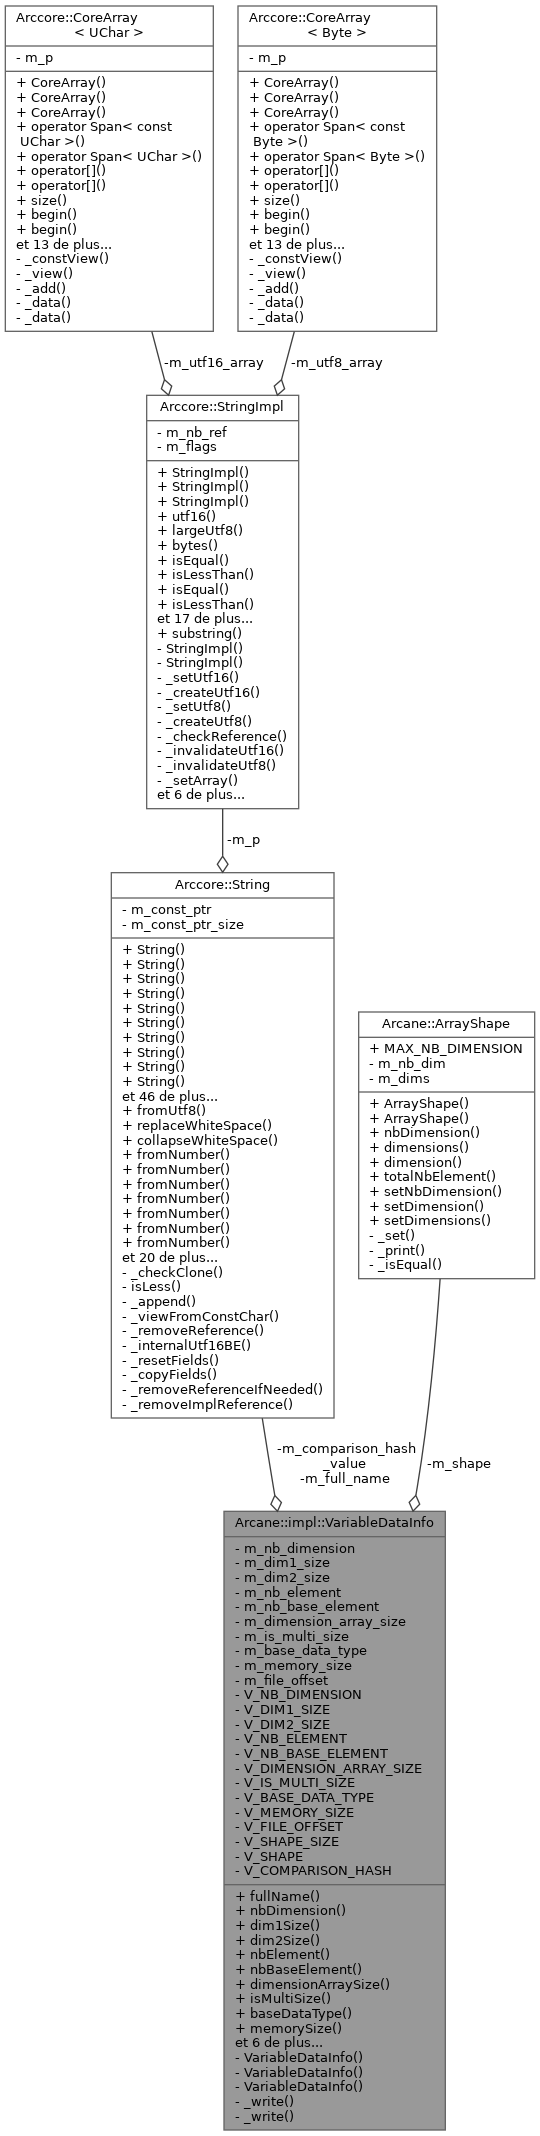 Arccore::CoreArray
< UChar >
- m_p
+ CoreArray()
+ CoreArray()
+ CoreArray()
+ operator Span< const
UChar >()
+ operator Span< UChar >()
+ operator[]()
+ operator[]()
+ size()
+ begin()
+ begin()
et 13 de plus...
- _constView()
- _view()
- _add()
- _data()
- _data()
Arccore::CoreArray
< Byte >
- m_p
+ CoreArray()
+ CoreArray()
+ CoreArray()
+ operator Span< const
Byte >()
+ operator Span< Byte >()
+ operator[]()
+ operator[]()
+ size()
+ begin()
+ begin()
et 13 de plus...
- _constView()
- _view()
- _add()
- _data()
- _data()
-m_utf16_array
-m_utf8_array
Arccore::StringImpl
- m_nb_ref
- m_flags
+ StringImpl()
+ StringImpl()
+ StringImpl()
+ utf16()
+ largeUtf8()
+ bytes()
+ isEqual()
+ isLessThan()
+ isEqual()
+ isLessThan()
et 17 de plus...
+ substring()
- StringImpl()
- StringImpl()
- _setUtf16()
- _createUtf16()
- _setUtf8()
- _createUtf8()
- _checkReference()
- _invalidateUtf16()
- _invalidateUtf8()
- _setArray()
et 6 de plus...
-m_p
Arccore::String
- m_const_ptr
- m_const_ptr_size
+ String()
+ String()
+ String()
+ String()
+ String()
+ String()
+ String()
+ String()
+ String()
+ String()
et 46 de plus...
+ fromUtf8()
+ replaceWhiteSpace()
+ collapseWhiteSpace()
+ fromNumber()
+ fromNumber()
+ fromNumber()
+ fromNumber()
+ fromNumber()
+ fromNumber()
+ fromNumber()
et 20 de plus...
- _checkClone()
- isLess()
- _append()
- _viewFromConstChar()
- _removeReference()
- _internalUtf16BE()
- _resetFields()
- _copyFields()
- _removeReferenceIfNeeded()
- _removeImplReference()
Arcane::ArrayShape
+ MAX_NB_DIMENSION
- m_nb_dim
- m_dims
+ ArrayShape()
+ ArrayShape()
+ nbDimension()
+ dimensions()
+ dimension()
+ totalNbElement()
+ setNbDimension()
+ setDimension()
+ setDimensions()
- _set()
- _print()
- _isEqual()
-m_comparison_hash
_value
-m_full_name
-m_shape
Arcane::impl::VariableDataInfo
- m_nb_dimension
- m_dim1_size
- m_dim2_size
- m_nb_element
- m_nb_base_element
- m_dimension_array_size
- m_is_multi_size
- m_base_data_type
- m_memory_size
- m_file_offset
- V_NB_DIMENSION
- V_DIM1_SIZE
- V_DIM2_SIZE
- V_NB_ELEMENT
- V_NB_BASE_ELEMENT
- V_DIMENSION_ARRAY_SIZE
- V_IS_MULTI_SIZE
- V_BASE_DATA_TYPE
- V_MEMORY_SIZE
- V_FILE_OFFSET
- V_SHAPE_SIZE
- V_SHAPE
- V_COMPARISON_HASH
+ fullName()
+ nbDimension()
+ dim1Size()
+ dim2Size()
+ nbElement()
+ nbBaseElement()
+ dimensionArraySize()
+ isMultiSize()
+ baseDataType()
+ memorySize()
et 6 de plus...
- VariableDataInfo()
- VariableDataInfo()
- VariableDataInfo()
- _write()
- _write()